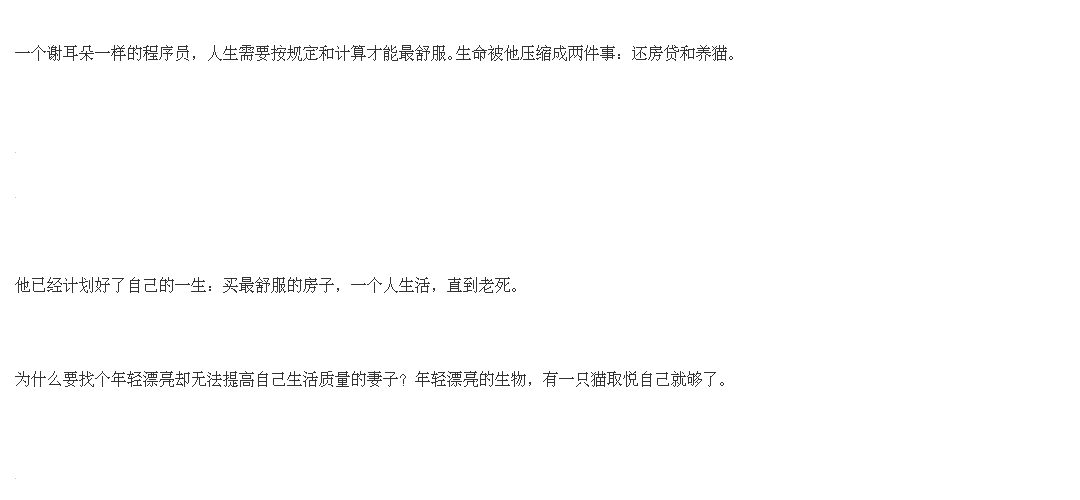 一个谢耳朵一样的程序员，人生需要按规定和计算才能最舒服。生命被他压缩成两件事：还房贷和养猫。
他已经计划好了自己的一生：买最舒服的房子，一个人生活，直到老死。
为什么要找个年轻漂亮却无法提高自己生活质量的妻子？年轻漂亮的生物，有一只猫取悦自己就够了。